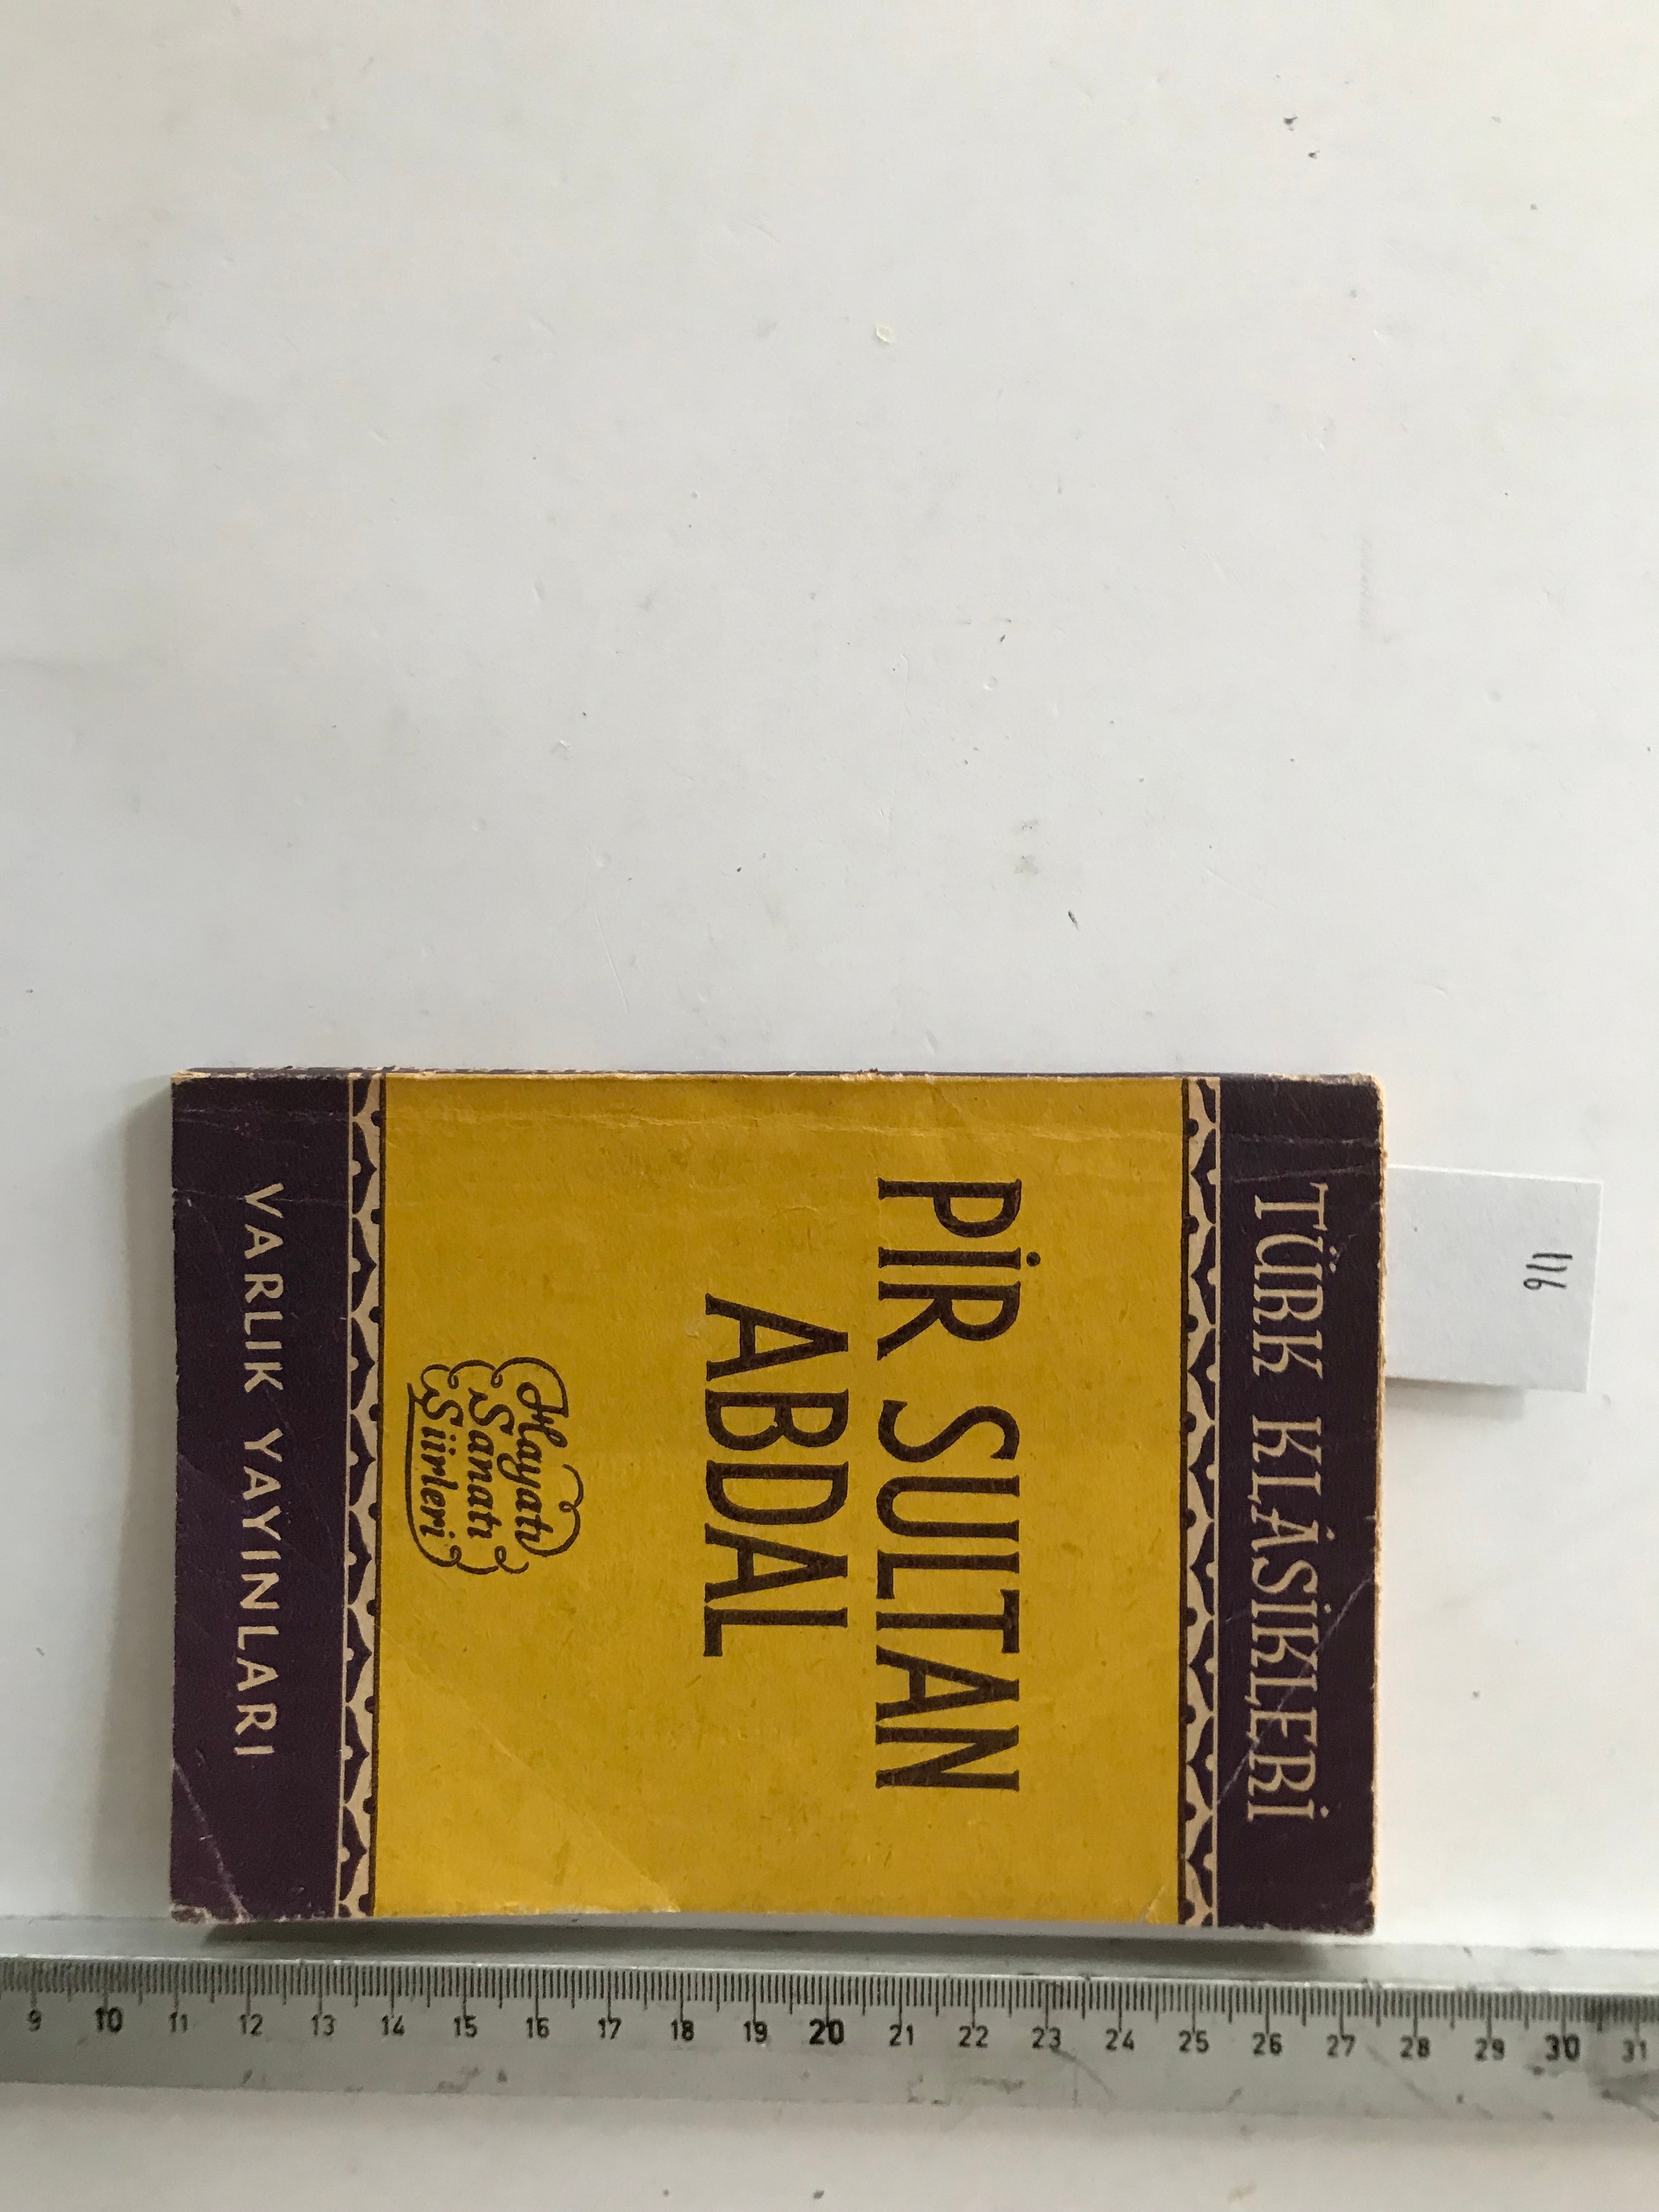 116
TÜRK KLÂSİKLERİ
PİR SULTAN
ABDAL
Hayatı
Sanatı
Şiirleri
VARLIK YAYINLARI
9 10 11 12 13 14 15 16 17 18 19 20 21 22 23 24 25 26 27 28 29 30 31